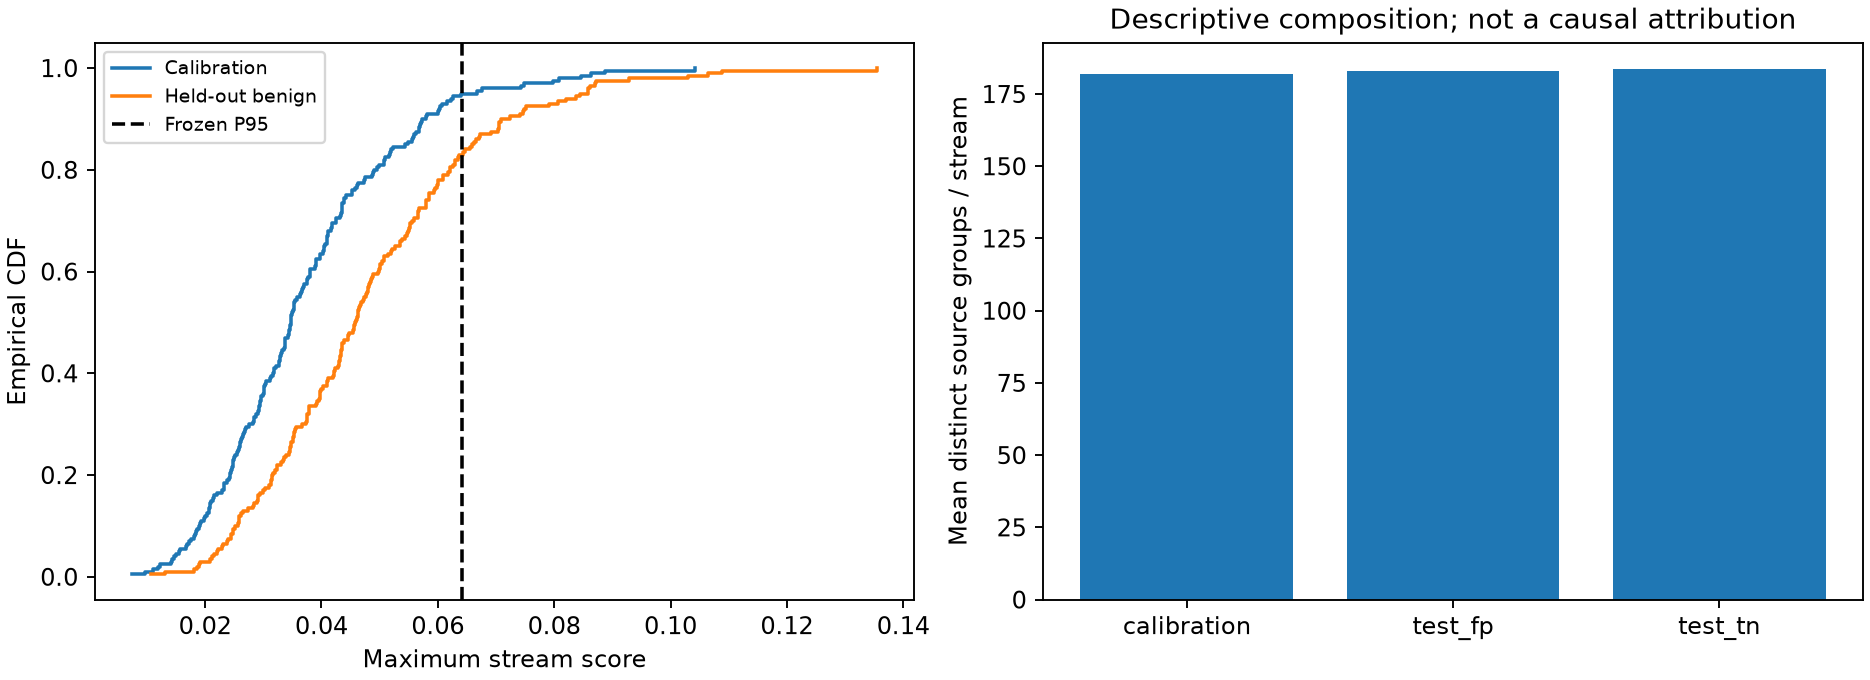 Calibration
Held-out benign
Frozen P95
Empirical CDF
1.0
0.8
0.6
0.4
0.2
0.0
0.02
0.04
0.06
0.08
0.10
0.12
0.14
Maximum stream score
Descriptive composition; not a causal attribution
Mean distinct source groups / stream
175
150
125
100
75
50
25
0
calibration
test_fp
test_tn